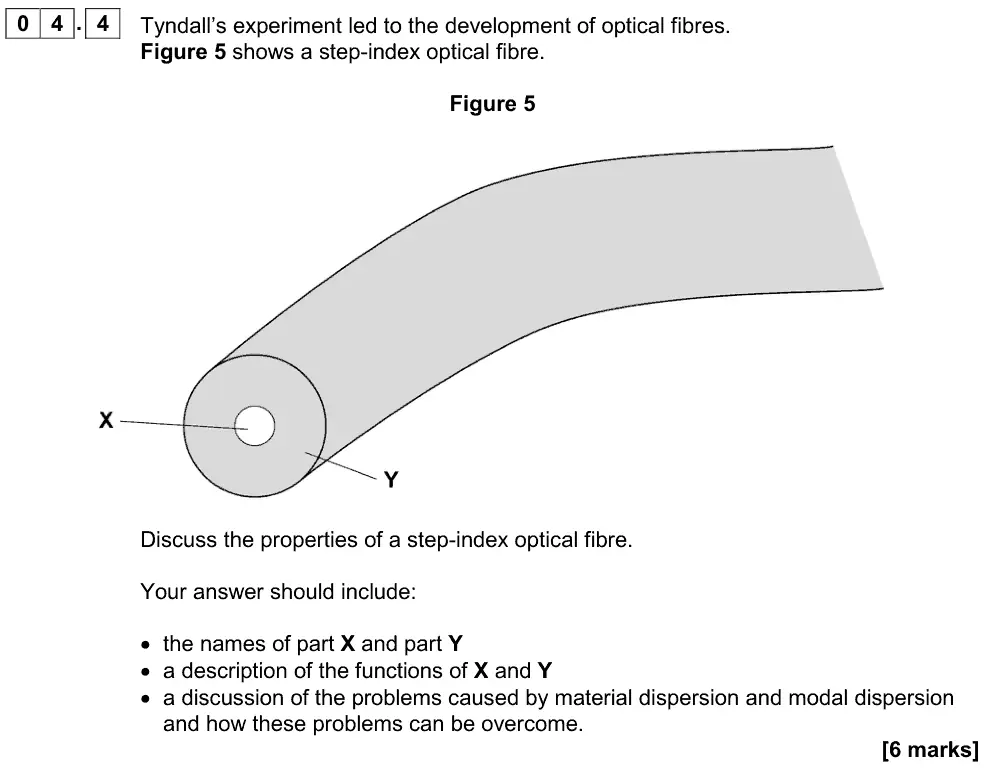 0 4 . 4 Tyndall’s experiment led to the development of optical fibres.
Figure 5 shows a step-index optical fibre.
Figure 5
X
Y
Discuss the properties of a step-index optical fibre.
Your answer should include:
• the names of part X and part Y
• a description of the functions of X and Y
• a discussion of the problems caused by material dispersion and modal dispersion
and how these problems can be overcome.
[6 marks]